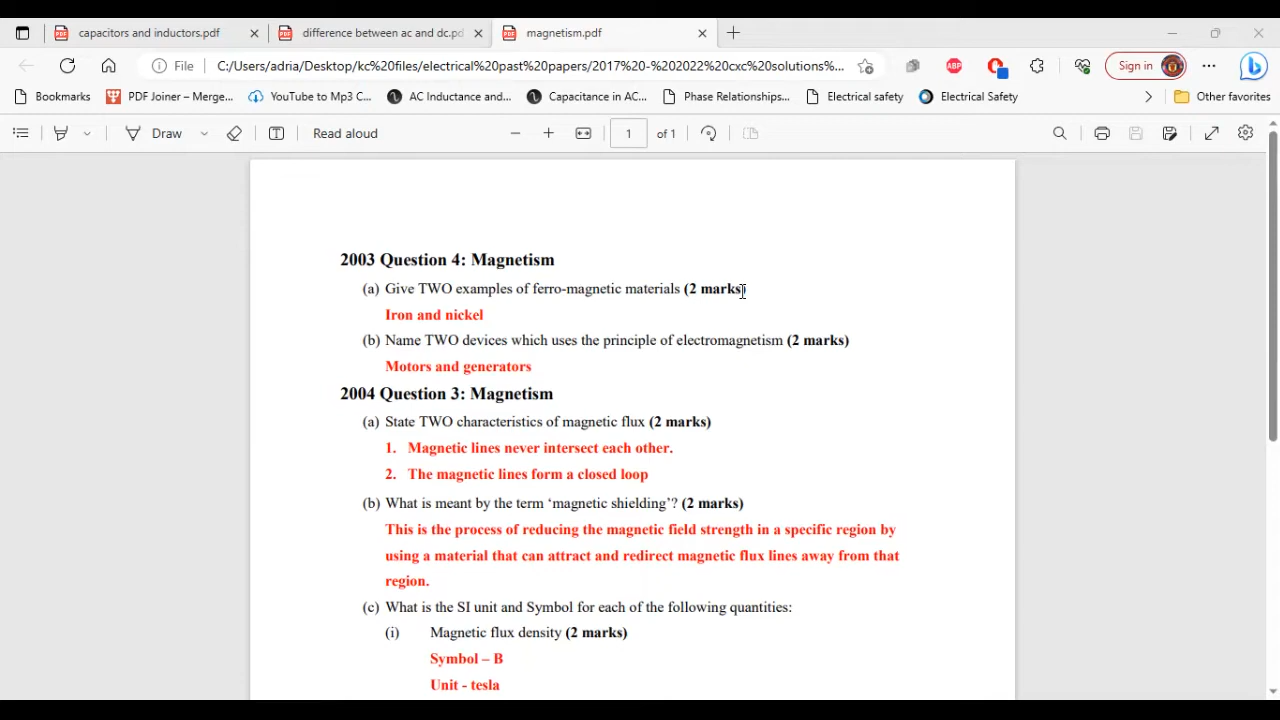 capacitors and inductors.pdf
difference between ac and dc.pd
magnetism.pdf
File C:/Users/adria/Desktop/kc%20files/electrical%20past%20papers/2017%20-%202022%20cxc%20solutions%...
ABP
Sign in
Bookmarks PDF Joiner – Merge... YouTube to Mp3 C... AC Inductance and... Capacitance in AC... Phase Relationships... Electrical safety Electrical Safety Other favorites
Draw Read aloud 1 of 1
2003 Question 4: Magnetism
(a) Give TWO examples of ferro-magnetic materials (2 marks)
Iron and nickel
(b) Name TWO devices which uses the principle of electromagnetism (2 marks)
Motors and generators
2004 Question 3: Magnetism
(a) State TWO characteristics of magnetic flux (2 marks)
1. Magnetic lines never intersect each other.
2. The magnetic lines form a closed loop
(b) What is meant by the term ‘magnetic shielding’? (2 marks)
This is the process of reducing the magnetic field strength in a specific region by
using a material that can attract and redirect magnetic flux lines away from that
region.
(c) What is the SI unit and Symbol for each of the following quantities:
(i) Magnetic flux density (2 marks)
Symbol – B
Unit - tesla